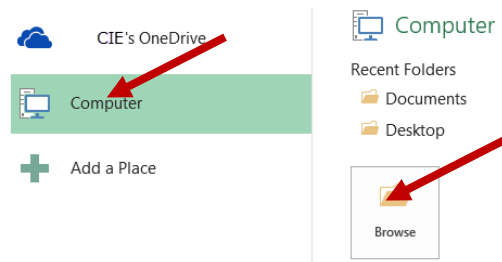 CIE's OneDrive
Computer
Add a Place
Computer
Recent Folders
Documents
Desktop
Browse